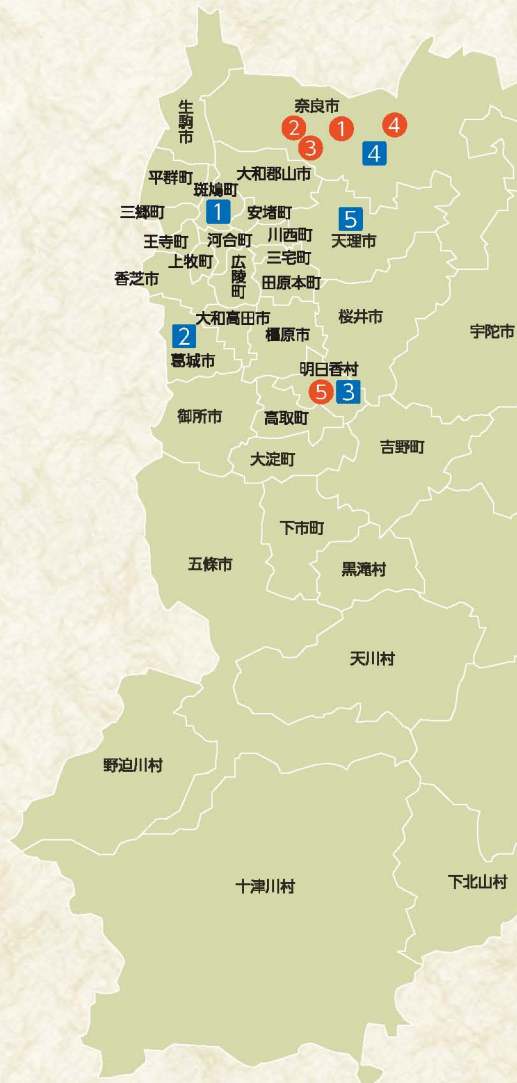 生駒市
奈良市
2
1
4
3
4
平群町
大和郡山市
斑鳩町
三郷町
1
安堵町
5
王寺町
河合町
川西町
天理市
上牧町
広陵町
三宅町
香芝市
田原本町
大和高田市
桜井市
宇陀市
2
橿原市
葛城市
明日香村
5
3
御所市
高取町
吉野町
大淀町
下市町
五條市
黒滝村
天川村
野迫川村
十津川村
下北山村